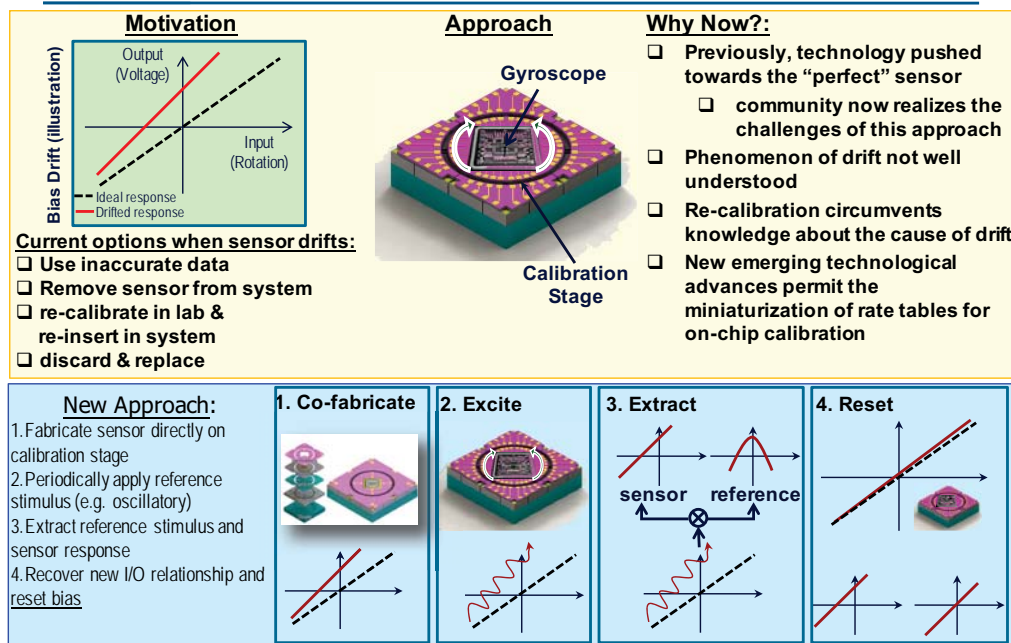 Motivation
Output
(Voltage)
Input
(Rotation)
Bias Drift (illustration)
Ideal response
Drifted response
Current options when sensor drifts:
❑ Use inaccurate data
❑ Remove sensor from system
❑ re-calibrate in lab &
re-insert in system
❑ discard & replace
Approach
Gyroscope
Calibration
Stage
Why Now?:
❑ Previously, technology pushed
towards the “perfect” sensor
❑ community now realizes the
challenges of this approach
❑ Phenomenon of drift not well
understood
❑ Re-calibration circumvents
knowledge about the cause of drift
❑ New emerging technological
advances permit the
miniaturization of rate tables for
on-chip calibration
New Approach:
1.Fabricate sensor directly on
calibration stage
2.Periodically apply reference
stimulus (e.g. oscillatory)
3.Extract reference stimulus and
sensor response
4.Recover new I/O relationship and
reset bias
1. Co-fabricate
2. Excite
3. Extract
sensor
reference
4. Reset